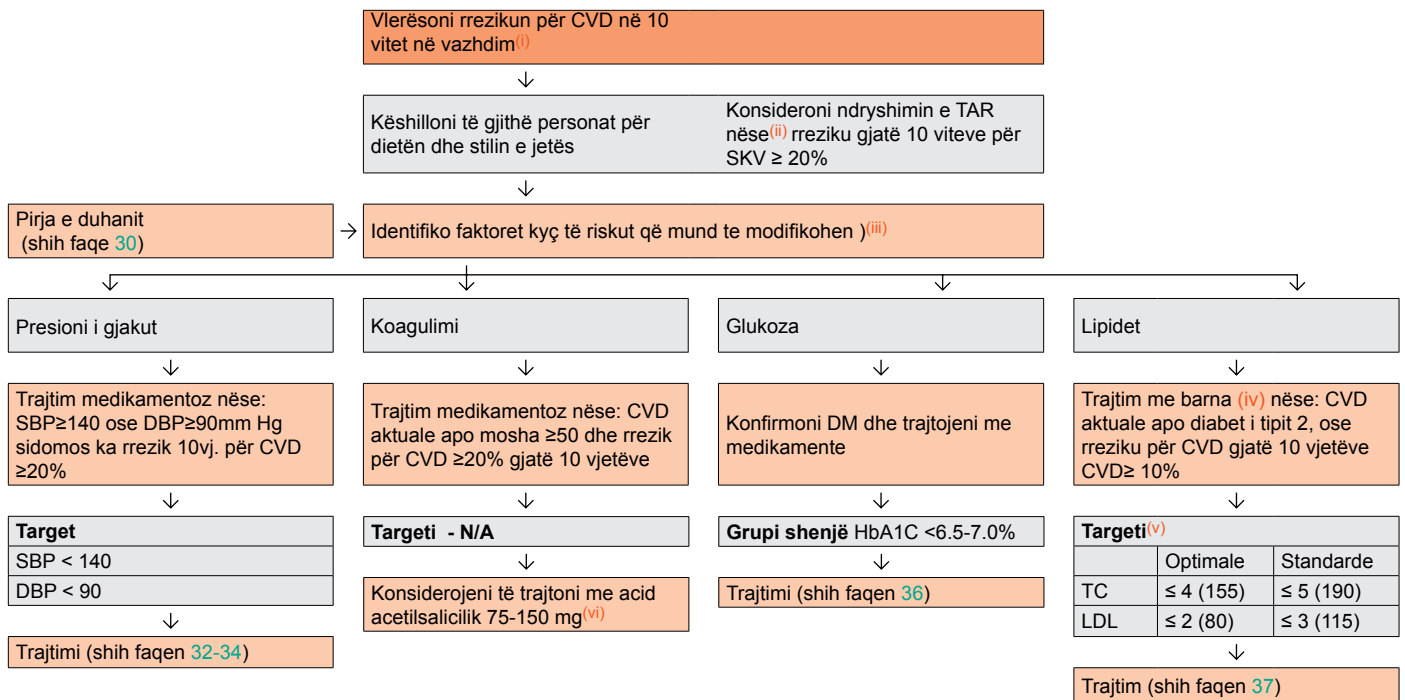 Vlerësoni rrezikun për CVD në 10
vitet në vazhdim(i)
Këshilloni të gjithë personat për
dietën dhe stilin e jetës
Konsideroni ndryshimin e TAR
nëse(ii) rreziku gjatë 10 viteve për
SKV ≥ 20%
Pirja e duhanit
(shih faqe 30)
Identifiko faktoret kyç të riskut që mund te modifikohen )(iii)
Presioni i gjakut
Koagulimi
Glukoza
Lipidet
Trajtim medikamentoz nëse:
SBP≥140 ose DBP≥90mm Hg
sidomos ka rrezik 10vj. për CVD
≥20%
Trajtim medikamentoz nëse: CVD
aktuale apo mosha ≥50 dhe rrezik
për CVD ≥20% gjatë 10 vjetëve
Konfirmoni DM dhe trajtojeni me
medikamente
Trajtim me barna (iv) nëse: CVD
aktuale apo diabet i tipit 2, ose
rreziku për CVD gjatë 10 vjetëve
CVD≥ 10%
Target
SBP < 140
DBP < 90
Trajtimi (shih faqen 32-34)
Targeti - N/A
Konsiderojeni të trajtoni me acid
acetilsalicilik 75-150 mg(vi)
Grupi shenjë HbA1C <6.5-7.0%
Trajtimi (shih faqen 36)
Targeti(v)
Optimale Standarde
TC ≤ 4 (155) ≤ 5 (190)
LDL ≤ 2 (80) ≤ 3 (115)
Trajtim (shih faqen 37)